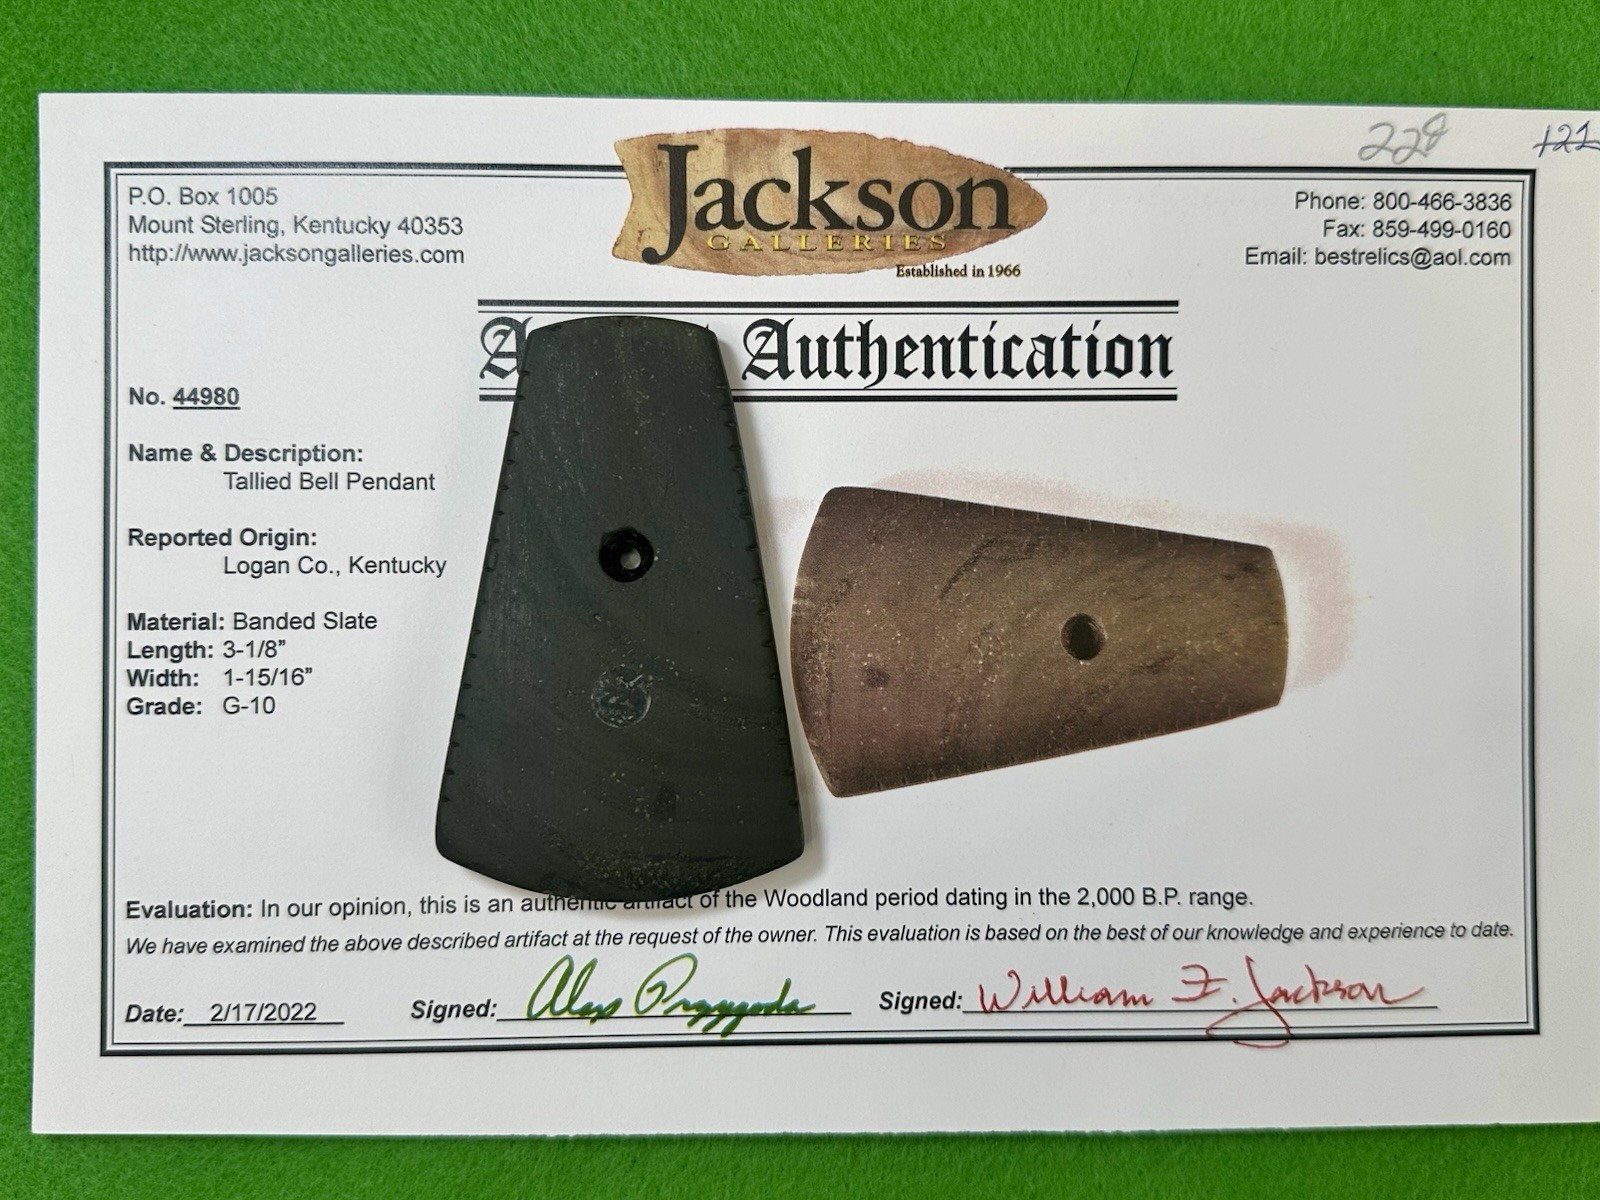 228
122
P.O. Box 1005
Mount Sterling, Kentucky 40353
http://www.jacksongalleries.com
Jackson
GALLERIES
Established in 1966
Phone: 800-466-3836
Fax: 859-499-0160
Email: bestrelics@aol.com
Authentication
No. 44980
Name & Description:
Tallied Bell Pendant
Reported Origin:
Logan Co., Kentucky
Material: Banded Slate
Length: 3-1/8"
Width: 1-15/16"
Grade: G-10
Evaluation: In our opinion, this is an authentic artifact of the Woodland period dating in the 2,000 B.P. range.
We have examined the above described artifact at the request of the owner. This evaluation is based on the best of our knowledge and experience to date.
Date: 2/17/2022 Signed: Alex Przygoda Signed: William F. Jackson